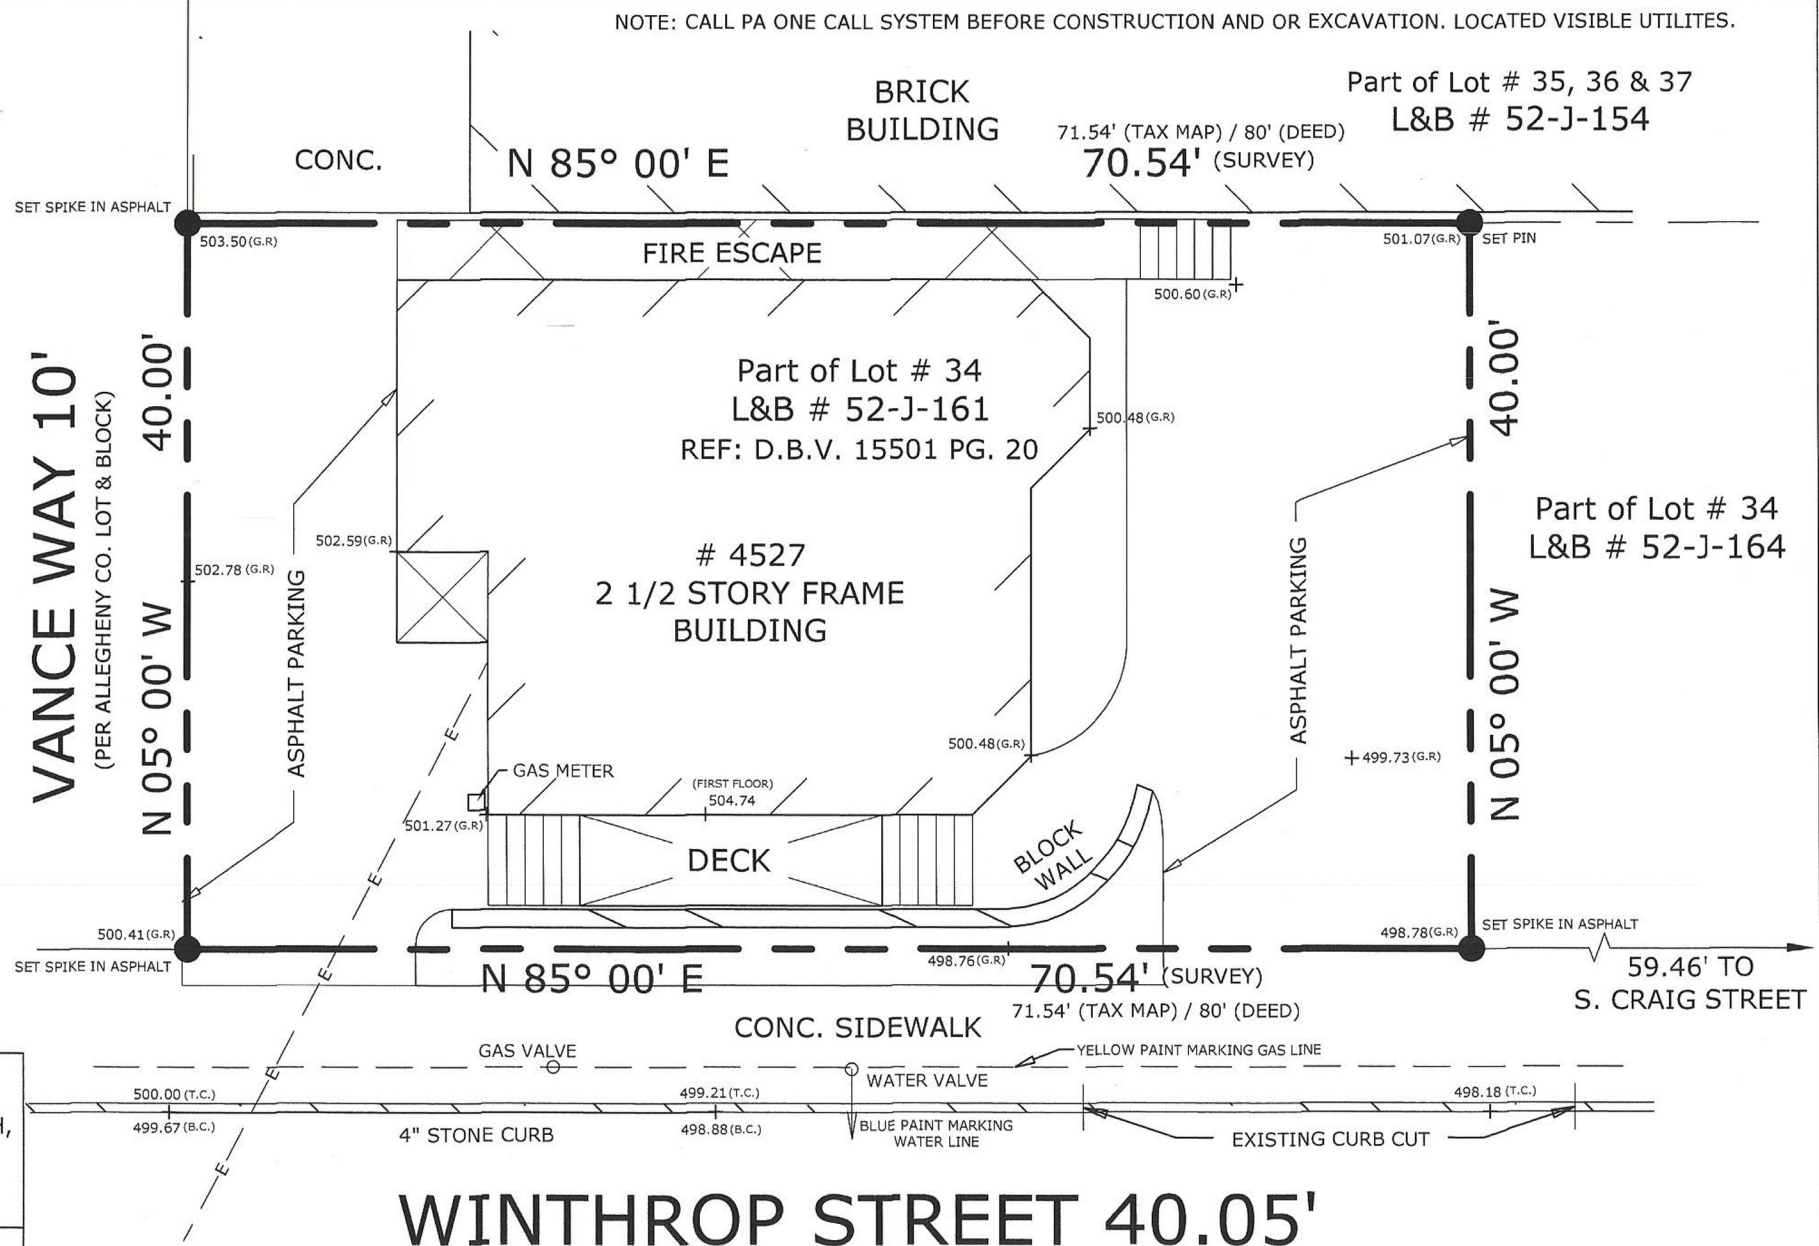 NOTE: CALL PA ONE CALL SYSTEM BEFORE CONSTRUCTION AND OR EXCAVATION. LOCATED VISIBLE UTILITES.
BRICK
BUILDING
Part of Lot # 35, 36 & 37
L&B # 52-J-154
71.54' (TAX MAP) / 80' (DEED)
CONC.
N 85° 00' E
70.54' (SURVEY)
SET SPIKE IN ASPHALT
503.50(G.R)
FIRE ESCAPE
501.07(G.R)
SET PIN
500.60(G.R)
VANCE WAY 10'
(PER ALLEGHENY CO. LOT & BLOCK)
40.00'
N 05° 00' W
Part of Lot # 34
L&B # 52-J-161
REF: D.B.V. 15501 PG. 20
500.48(G.R)
40.00'
N 05° 00' W
Part of Lot # 34
L&B # 52-J-164
502.59(G.R)
502.78 (G.R)
ASPHALT PARKING
# 4527
2 1/2 STORY FRAME
BUILDING
ASPHALT PARKING
500.48(G.R)
499.73(G.R)
E
GAS METER
(FIRST FLOOR)
504.74
501.27(G.R)
DECK
BLOCK
WALL
E
500.41(G.R)
SET SPIKE IN ASPHALT
498.78(G.R)
SET SPIKE IN ASPHALT
498.76(G.R)
E
N 85° 00' E
70.54' (SURVEY)
71.54' (TAX MAP) / 80' (DEED)
59.46' TO
S. CRAIG STREET
CONC. SIDEWALK
GAS VALVE
YELLOW PAINT MARKING GAS LINE
E
WATER VALVE
500.00(T.C.)
499.21(T.C.)
498.18 (T.C.)
499.67(B.C.)
4" STONE CURB
498.88(B.C.)
BLUE PAINT MARKING
WATER LINE
EXISTING CURB CUT
E
WINTHROP STREET 40.05'